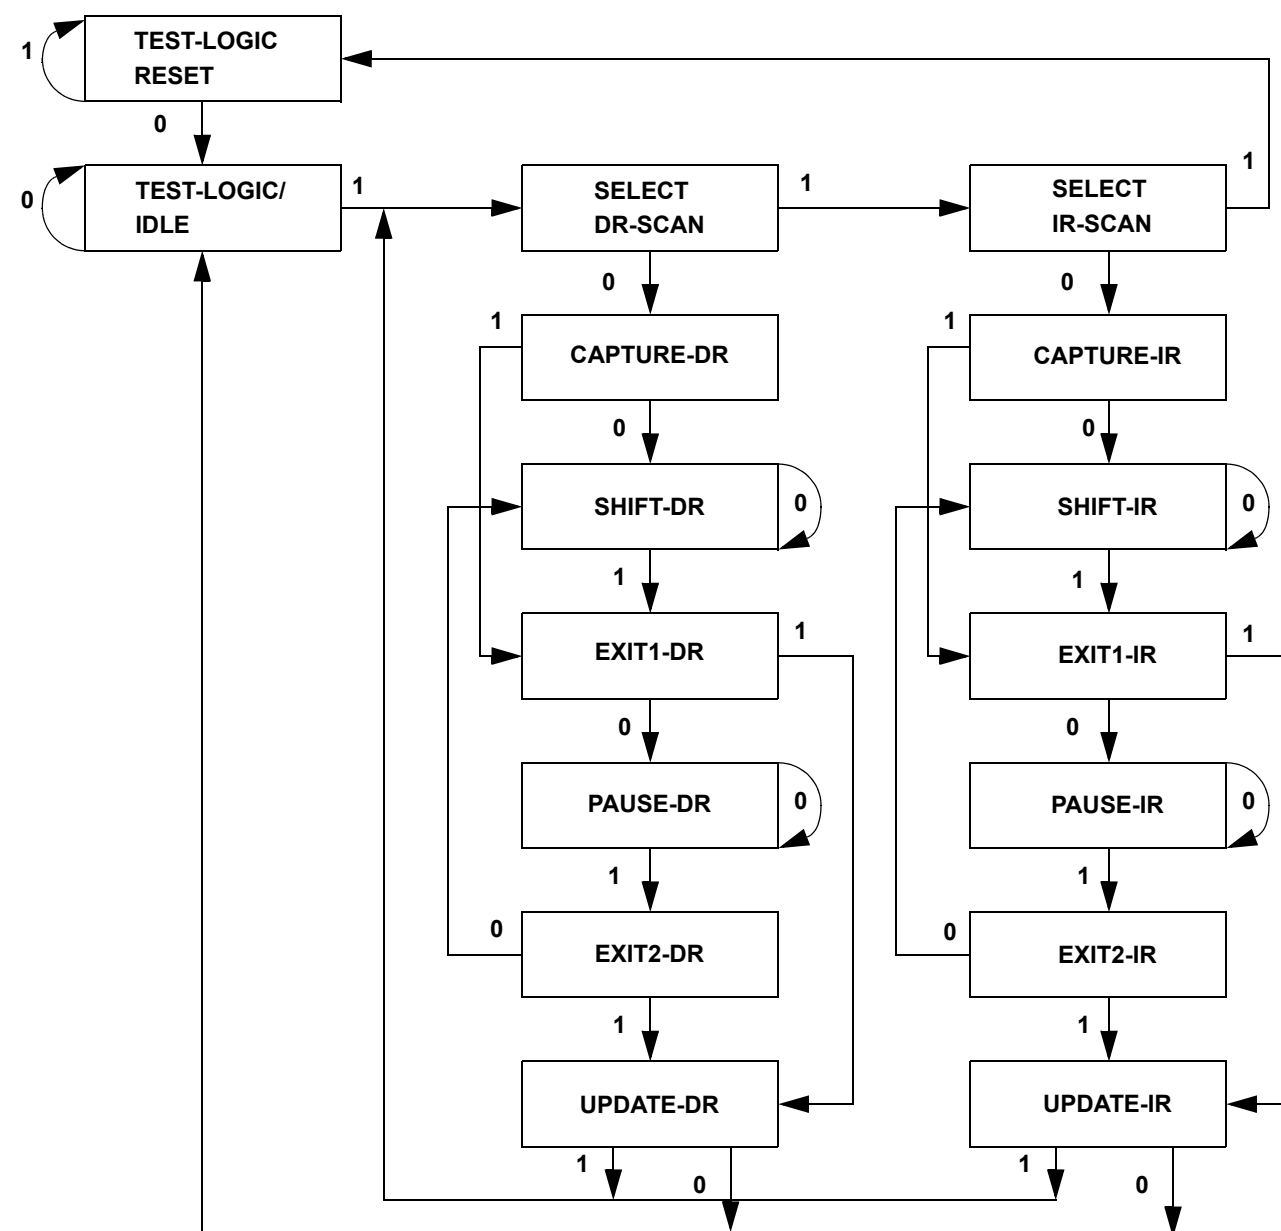 TEST-LOGIC
RESET
1
0
TEST-LOGIC/
IDLE
0
1
SELECT
DR-SCAN
1
SELECT
IR-SCAN
1
0
0
1
CAPTURE-DR
1
CAPTURE-IR
0
0
SHIFT-DR
0
SHIFT-IR
0
1
1
EXIT1-DR
1
EXIT1-IR
1
0
0
PAUSE-DR
0
PAUSE-IR
0
1
1
0
EXIT2-DR
0
EXIT2-IR
1
1
UPDATE-DR
UPDATE-IR
1
0
1
0